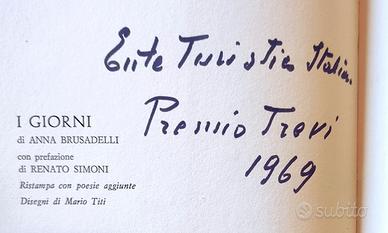 Ente Turistico Italian.
Premio Trevi
1969
I GIORNI
di ANNA BRUSADELLI
con prefazione
di RENATO SIMONI
Ristampa con poesie aggiunte
Disegni di Mario Titi
subito